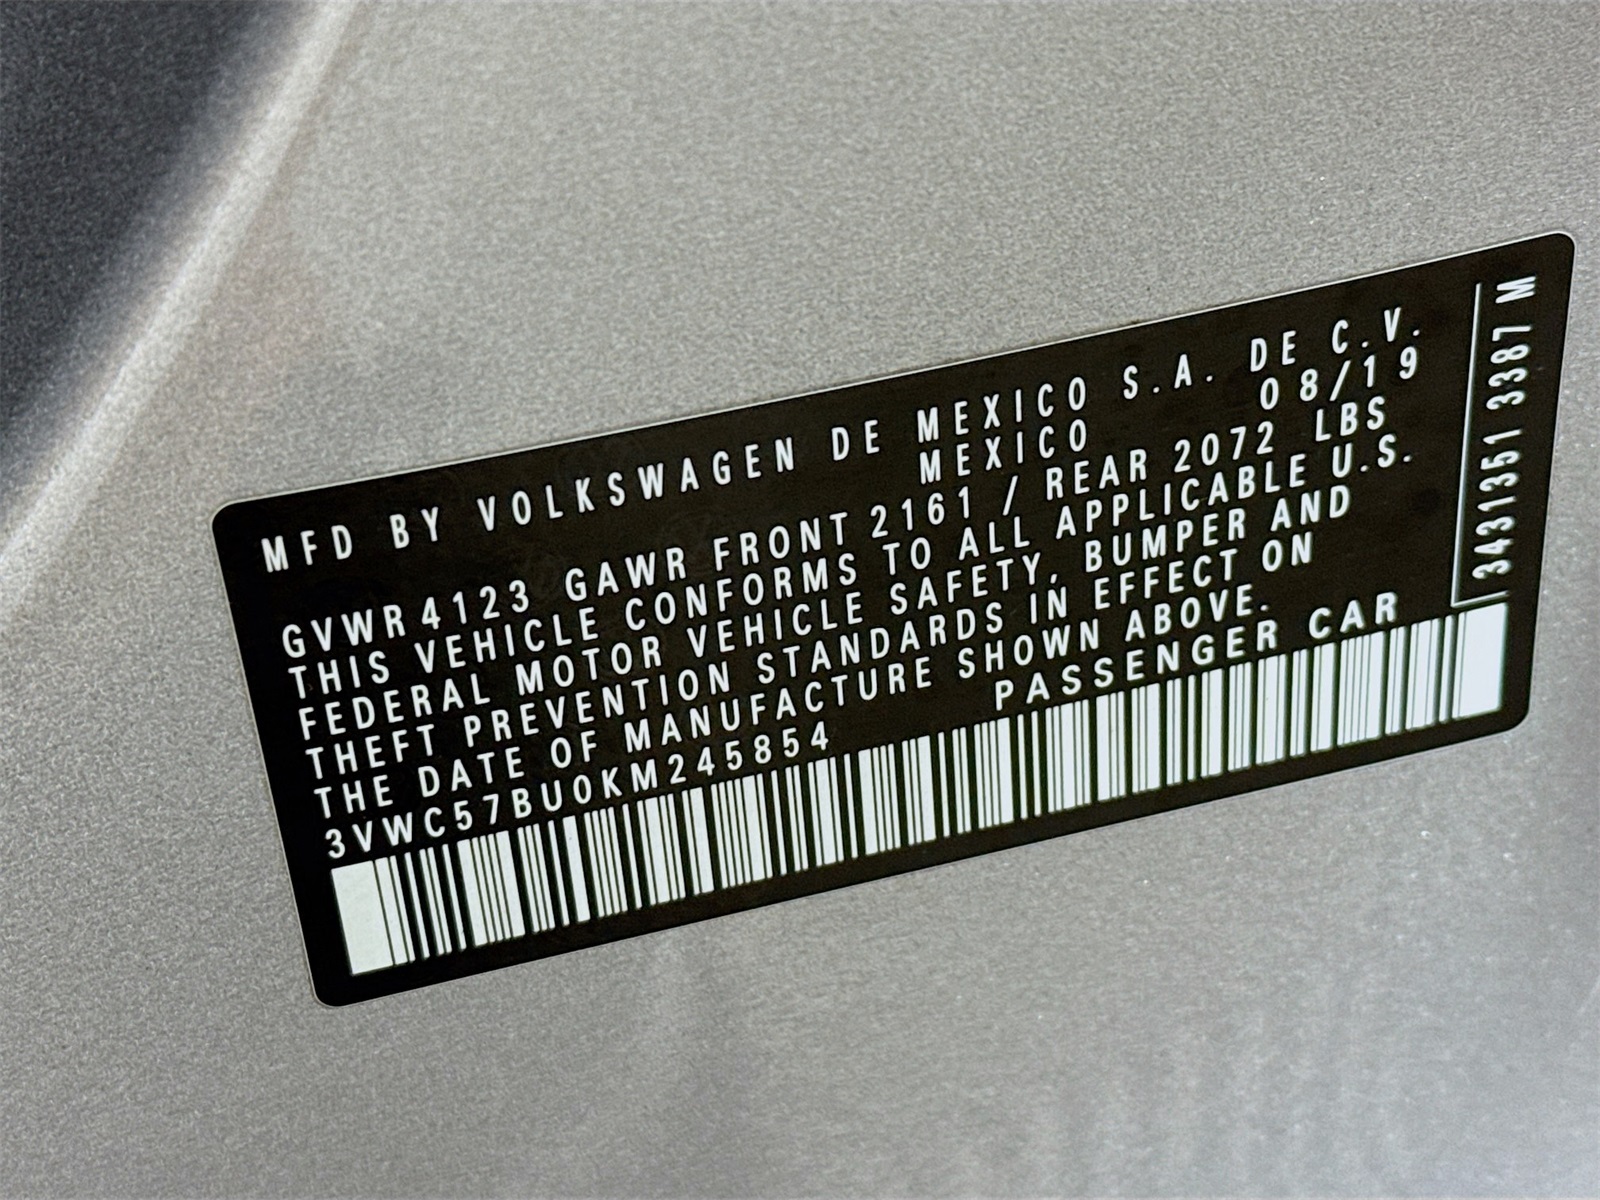 MFD BY VOLKSWAGEN DE MEXICO S.A. DE C.V.
MEXICO 08/19
GVWR 4123 GAWR FRONT 2161 / REAR 2072 LBS
THIS VEHICLE CONFORMS TO ALL APPLICABLE U.S.
FEDERAL MOTOR VEHICLE SAFETY, BUMPER AND
THEFT PREVENTION STANDARDS IN EFFECT ON
THE DATE OF MANUFACTURE SHOWN ABOVE.
3VWC57BU0KM245854 PASSENGER CAR
3431351 3387 M